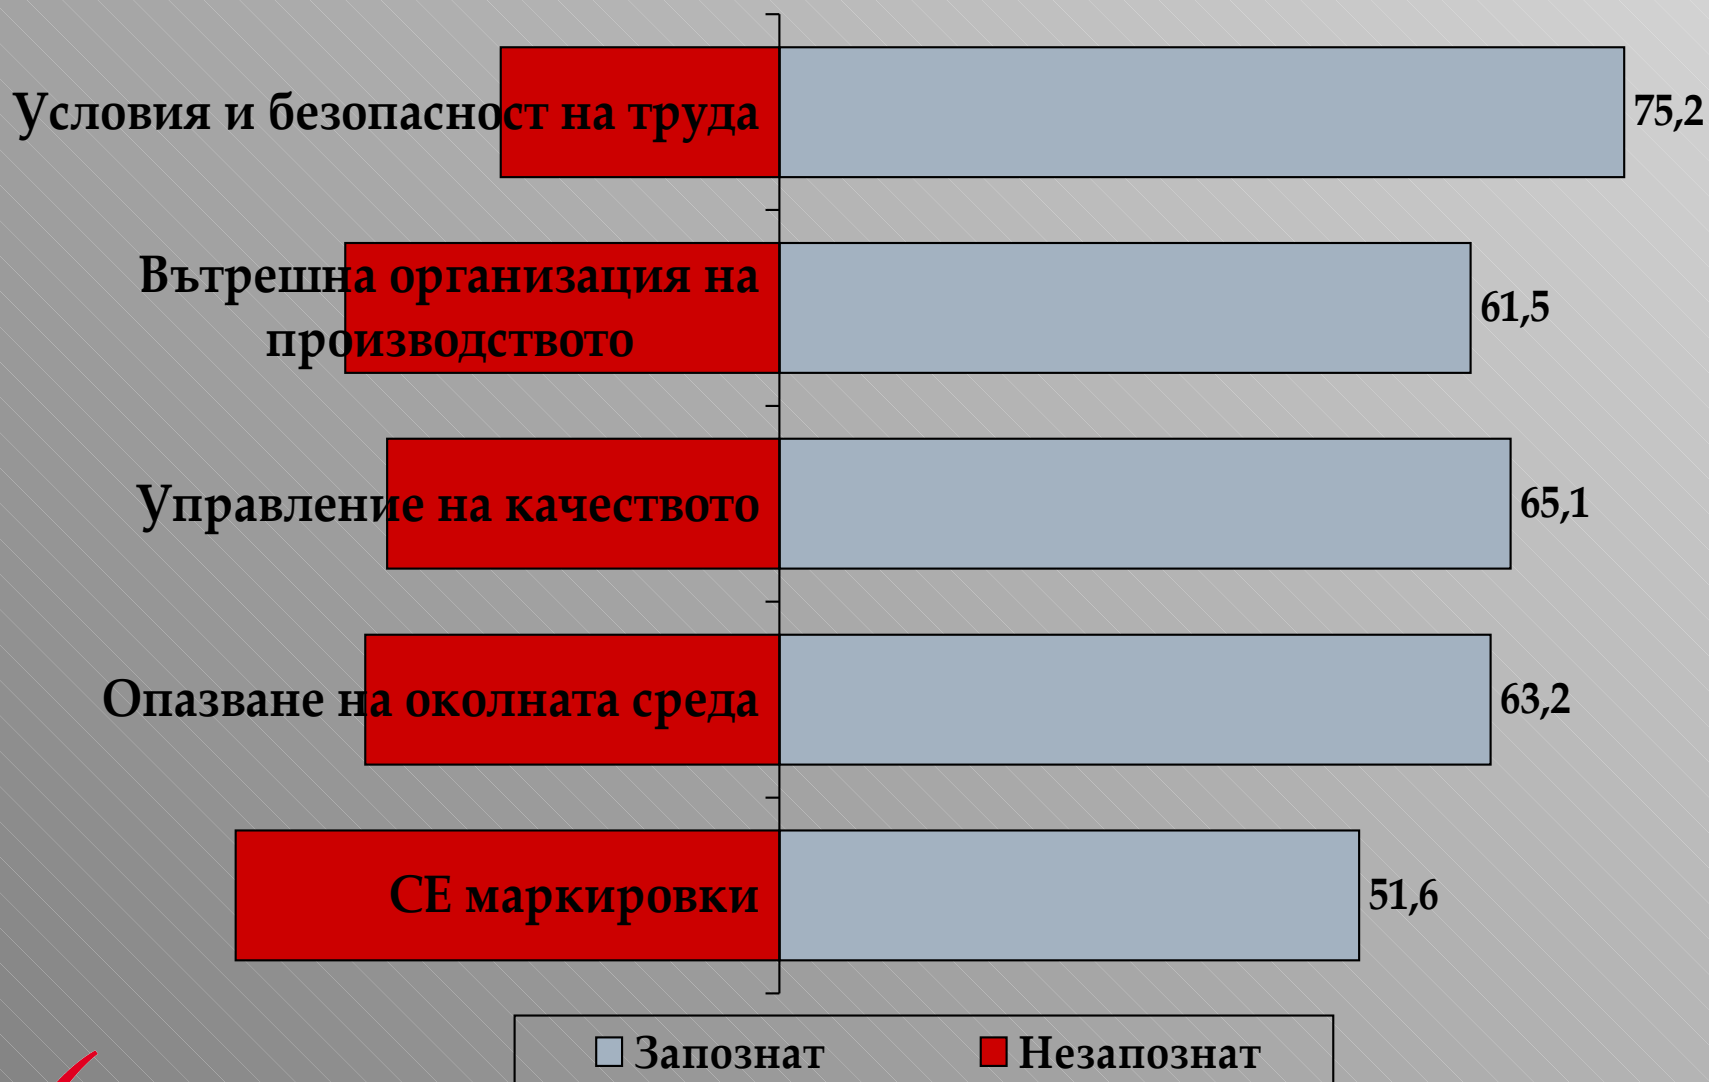 Условия и безопасност на труда
75,2
Вътрешна организация на
производството
61,5
Управление на качеството
65,1
Опазване на околната среда
63,2
СЕ маркировки
51,6
Запознат
Незапознат